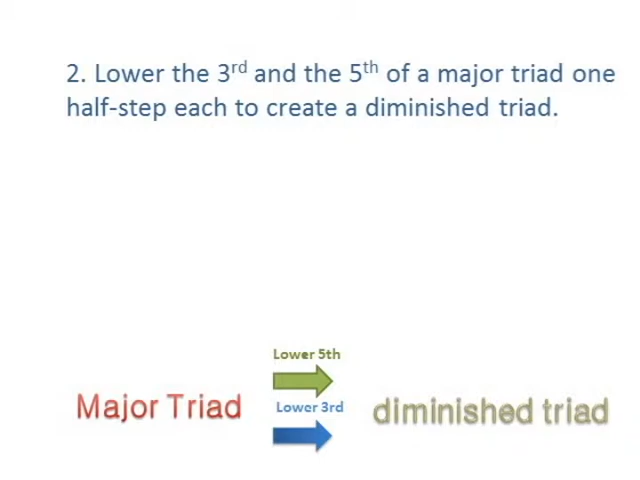 2. Lower the 3rd and the 5th of a major triad one
half-step each to create a diminished triad.
Lower 5th
Major Triad
Lower 3rd
diminished triad